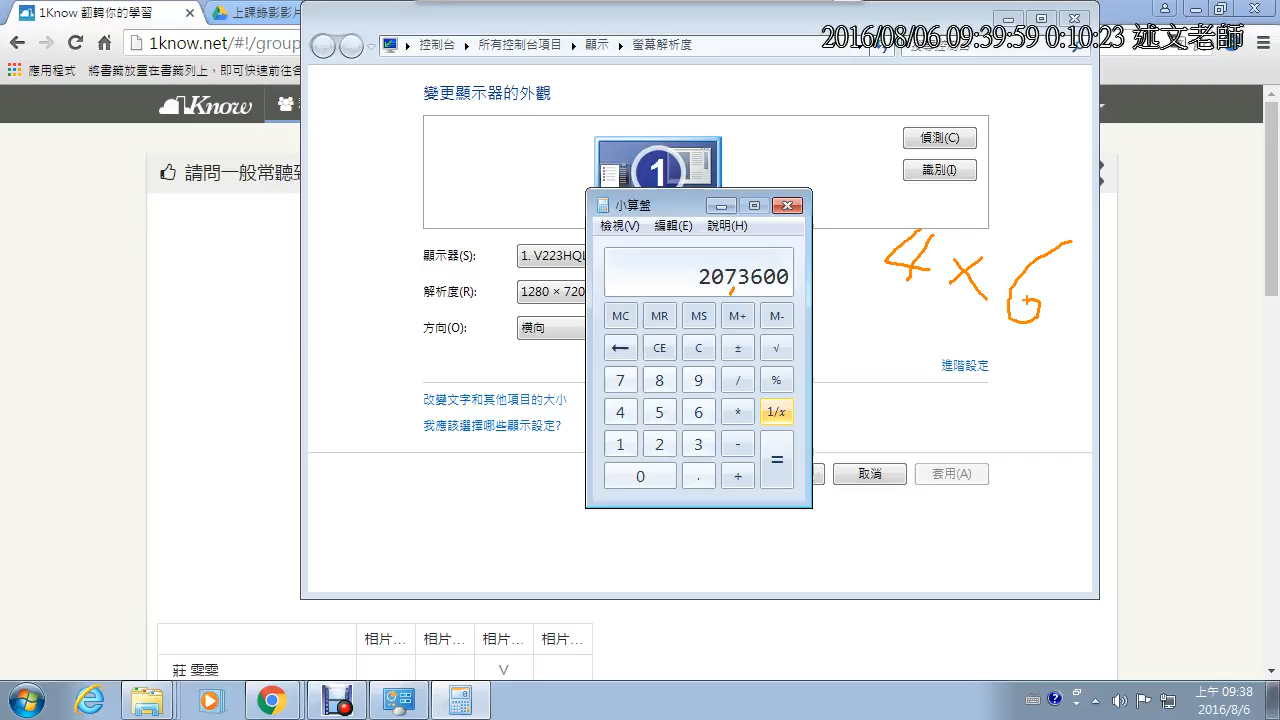 1Know 翻轉你的學習
上課錄影影片
2016/08/06 09:39:59 0:10:23 述文老師
1know.net/#!/group
控制台 所有控制台項目 顯示 螢幕解析度
應用程式 將書籤放置在書籤列上，即可快速前往各
1Know
變更顯示器的外觀
偵測(C)
識別(I)
1
請問一般常聽到
小算盤
檢視(V) 編輯(E) 說明(H)
2073600
4 x 6
顯示器(S): 1. V223HQL
解析度(R): 1280 × 720
方向(O): 橫向
MC MR MS M+ M-
← CE C ± √
7 8 9 / %
4 5 6 * 1/x
1 2 3 - =
0 . +
進階設定
改變文字和其他項目的大小
我應該選擇哪些顯示設定?
取消 套用(A)
相片... 相片... 相片... 相片...
莊 雯雯 V
上午 09:38
2016/8/6